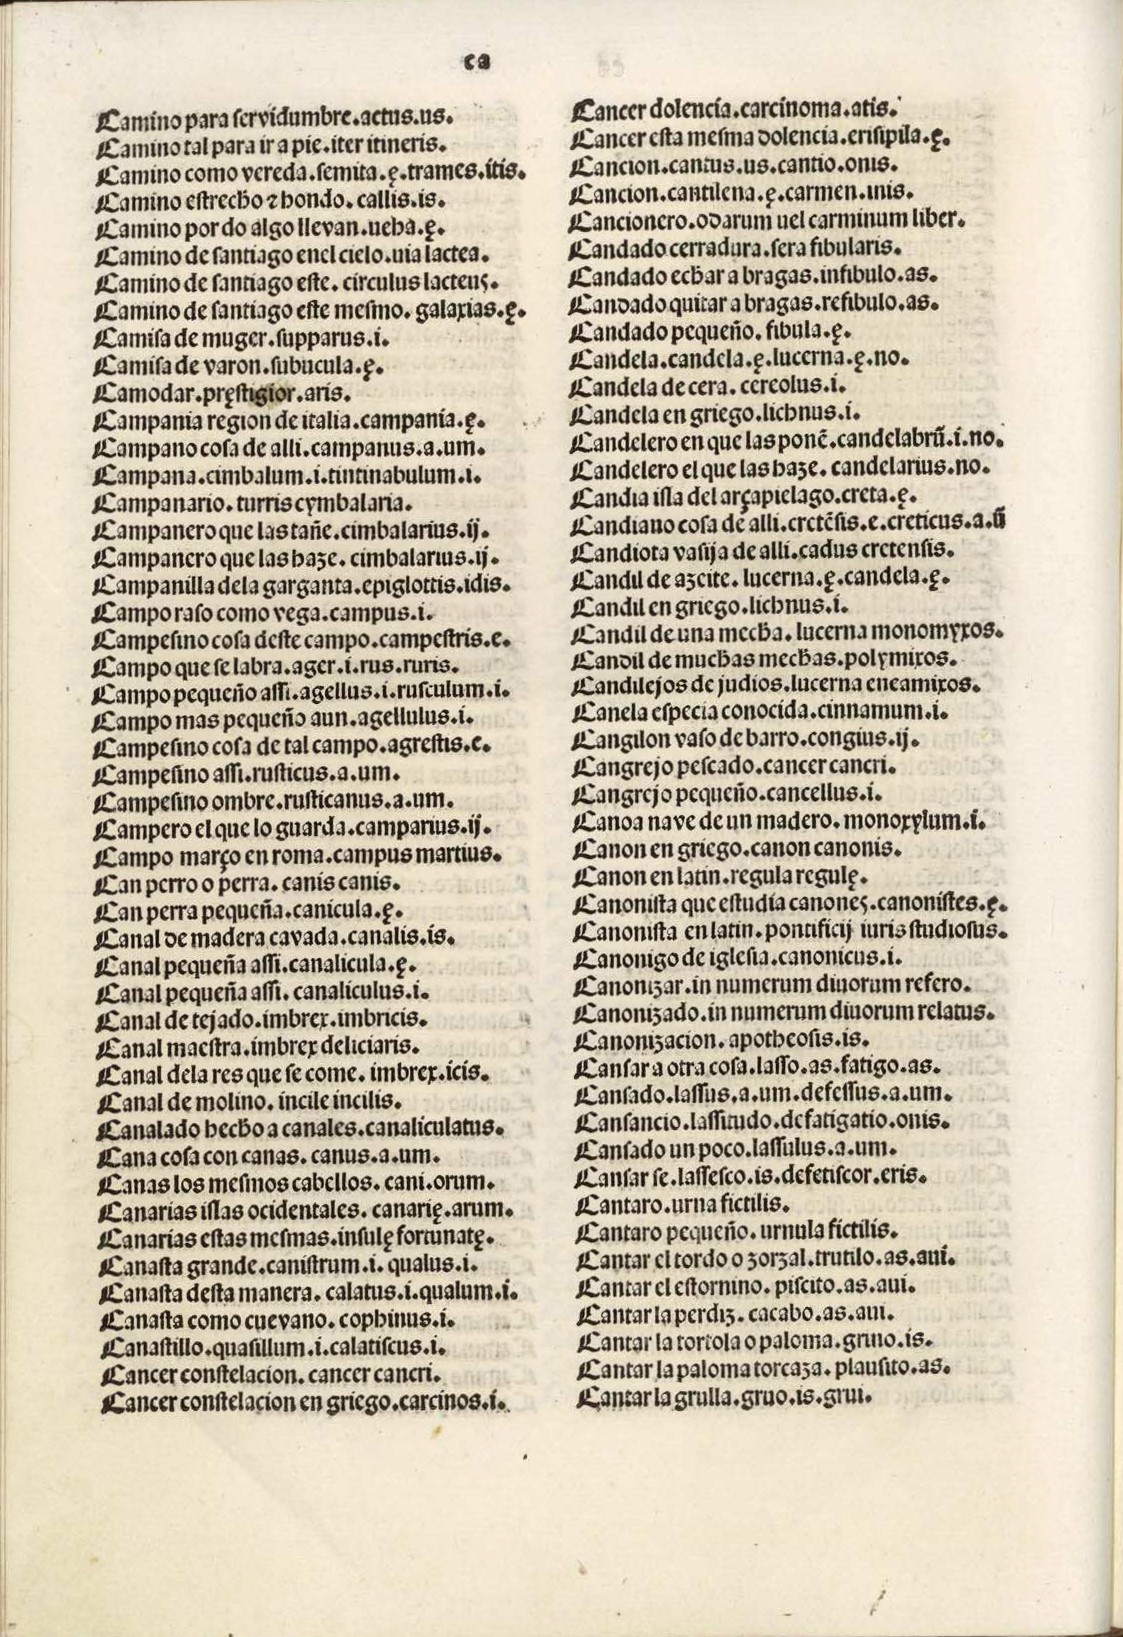 ca
Camino para servidumbre.actus.us.
Camino tal para ir a pie.iter itineris.
Camino como vereda.semita.ę.trames.itis.
Camino estrecho ⁊ hondo.callis.is.
Camino por do algo llevan.ueha.ę.
Camino de santiago enel cielo.uia lactea.
Camino de santiago este.circulus lacteus.
Camino de santiago este mesmo.galaxias.ę.
Camisa de muger.supparus.i.
Camisa de varon.subucula.ę.
Camodar.pręstigior.aris.
Campania region de italia.campania.ę.
Campano cosa de alli.campanus.a.um.
Campana.cimbalum.i.tintinabulum.i.
Campanario.turris cymbalaria.
Campanero que las tañe.cimbalarius.ij.
Campanero que las haze.cimbalarius.ij.
Campanilla dela garganta.epiglottis.idis.
Campo raso como vega.campus.i.
Campesino cosa deste campo.campestris.e.
Campo que se labra.ager.i.rus.ruris.
Campo pequeño assi.agellus.i.rusculum.i.
Campo mas pequeño aun.agellulus.i.
Campesino cosa de tal campo.agrestis.e.
Campesino assi.rusticus.a.um.
Campesino ombre.rusticanus.a.um.
Campero el que lo guarda.camparius.ij.
Campo março en roma.campus martius.
Can perro o perra.canis canis.
Can perra pequeña.canicula.ę.
Canal de madera cavada.canalis.is.
Canal pequeña assi.canalicula.ę.
Canal pequeña assi.canaliculus.i.
Canal de tejado.imbrex.imbricis.
Canal maestra.imbrex deliciaris.
Canal dela res que se come.imbrex.icis.
Canal de molino.incile incilis.
Canalado hecho a canales.canaliculatus.
Cana cosa con canas.canus.a.um.
Canas los mesmos cabellos.cani.orum.
Canarias islas ocidentales.canarię.arum.
Canarias estas mesmas.insulę fortunatę.
Canasta grande.canistrum.i.qualus.i.
Canasta desta manera.calatus.i.qualum.i.
Canasta como cuevano.cophinus.i.
Canastillo.quasillum.i.calatiscus.i.
Cancer constelacion.cancer cancri.
Cancer constelacion en griego.carcinos.i.
Cancer dolencia.carcinoma.atis.
Cancer esta mesma dolencia.erisipila.ę.
Cancion.cantus.us.cantio.onis.
Cancion.cantilena.ę.carmen.inis.
Cancionero.odarum uel carminum liber.
Candado cerradura.sera fibularis.
Candado echar a bragas.infibulo.as.
Candado quitar a bragas.refibulo.as.
Candado pequeño.fibula.ę.
Candela.candela.ę.lucerna.ę.no.
Candela de cera.cereolus.i.
Candela en griego.lichnus.i.
Candelero en que las ponē.candelabrū.i.no.
Candelero el que las haze.candelarius.no.
Candia isla del arçapielago.creta.ę.
Candiano cosa de alli.cretēsis.e.creticus.a.ū
Candiota vasija de alli.cadus cretensis.
Candil de azeite.lucerna.ę.candela.ę.
Candil en griego.lichnus.i.
Candil de una mecha.lucerna monomyxos.
Candil de muchas mechas.polymixos.
Candilejos de judios.lucerna eneamixos.
Canela especia conocida.cinnamum.i.
Cangilon vaso de barro.congius.ij.
Cangrejo pescado.cancer cancri.
Cangrejo pequeño.cancellus.i.
Canoa nave de un madero.monoxylum.i.
Canon en griego.canon canonis.
Canon en latin.regula regulę.
Canonista que estudia canones.canonistes.ę.
Canonista en latin.pontificij iuris studiosus.
Canonigo de iglesia.canonicus.i.
Canonizar.in numerum diuorum refero.
Canonizado.in numerum diuorum relatus.
Canonizacion.apotheosis.is.
Cansar a otra cosa.lasso.as.fatigo.as.
Cansado.lassus.a.um.defessus.a.um.
Cansancio.lassitudo.defatigatio.onis.
Cansado un poco.lassulus.a.um.
Cansar se.lassesco.is.defetiscor.eris.
Cantaro.urna fictilis.
Cantaro pequeño.urnula fictilis.
Cantar el tordo o zorzal.trutilo.as.aui.
Cantar el estornino.piscito.as.aui.
Cantar la perdiz.cacabo.as.aui.
Cantar la tortola o paloma.gruo.is.
Cantar la paloma torcaza.plausito.as.
Cantar la grulla.gruo.is.grui.